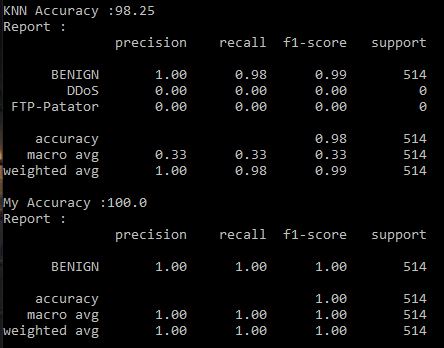 KNN Accuracy :98.25
Report :
precision recall f1-score support
BENIGN 1.00 0.98 0.99 514
DDoS 0.00 0.00 0.00 0
FTP-Patator 0.00 0.00 0.00 0
accuracy 0.98 514
macro avg 0.33 0.33 0.33 514
weighted avg 1.00 0.98 0.99 514
My Accuracy :100.0
Report :
precision recall f1-score support
BENIGN 1.00 1.00 1.00 514
accuracy 1.00 514
macro avg 1.00 1.00 1.00 514
weighted avg 1.00 1.00 1.00 514